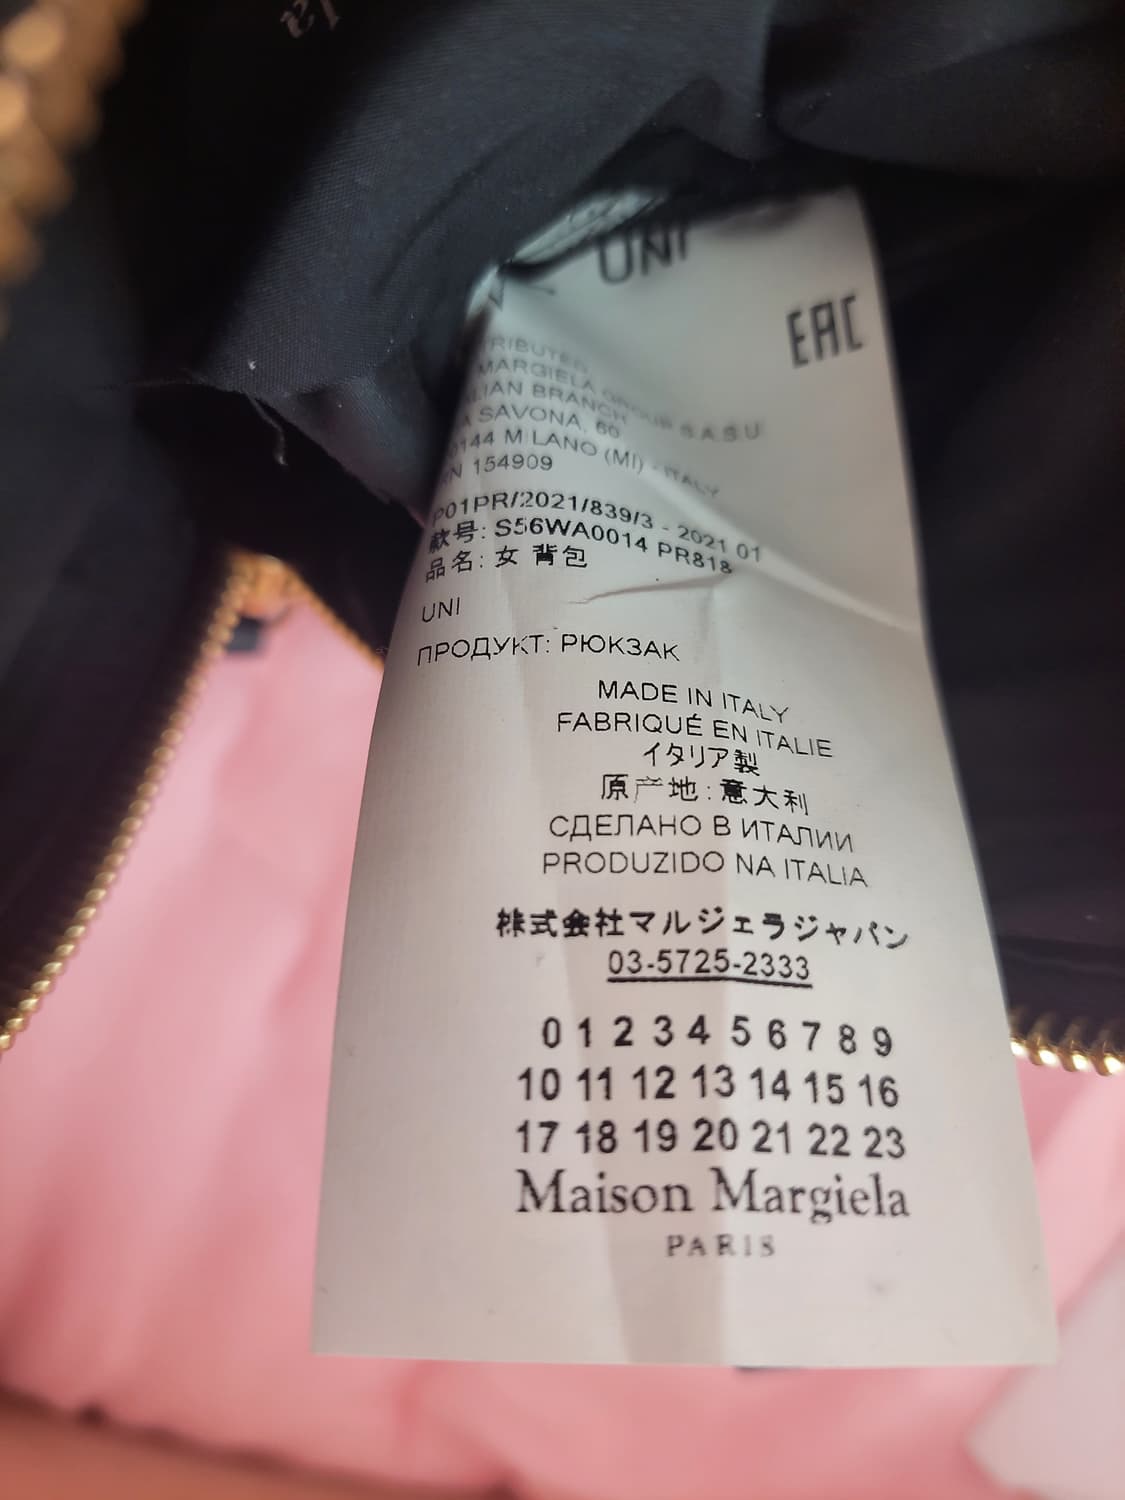 UNI
EAC
MARGIELA GROUP S.A.S.U
BRANCH
SAVONA, 60
MILANO (MI) - ITALY
154909
P01PR/2021/839/3 - 2021 01
款号: S56WA0014 PR818
品名: 女 背包
UNI
ПРОДУКТ: РЮКЗАК
MADE IN ITALY
FABRIQUÉ EN ITALIE
イタリア製
原产地: 意大利
СДЕЛАНО В ИТАЛИИ
PRODUZIDO NA ITALIA
株式会社マルジェラジャパン
03-5725-2333
0 1 2 3 4 5 6 7 8 9
10 11 12 13 14 15 16
17 18 19 20 21 22 23
Maison Margiela
PARIS